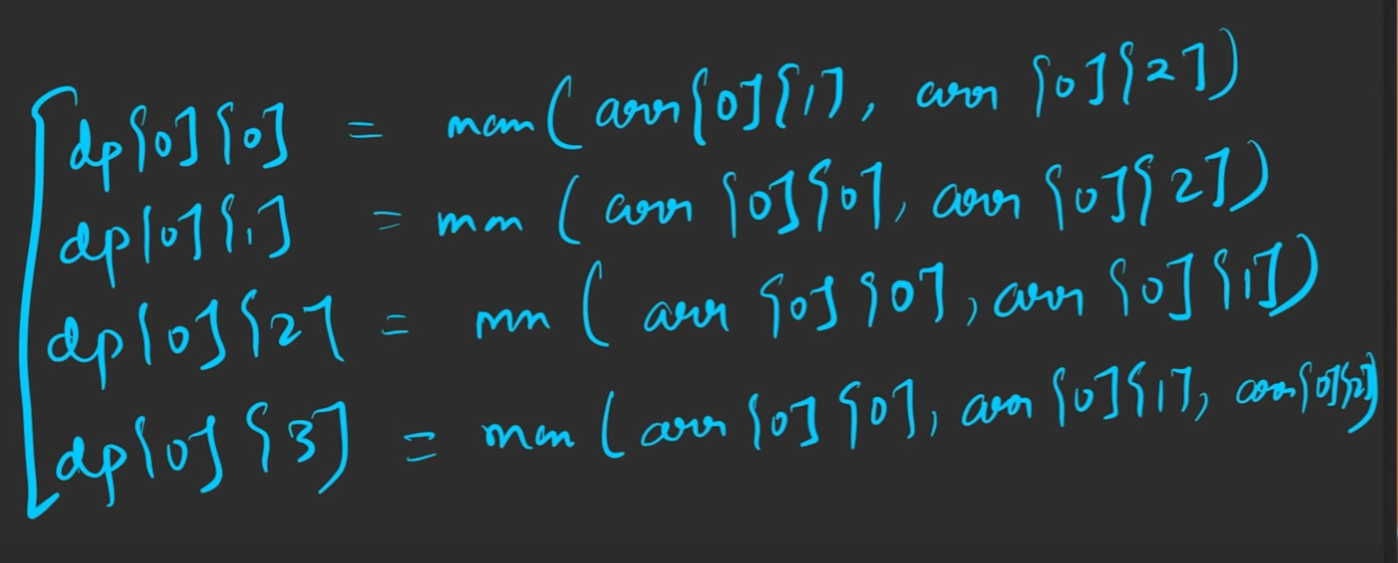 dp[0][0] = max(arr[0][1], arr[0][2])
dp[0][1] = max(arr[0][0], arr[0][2])
dp[0][2] = max(arr[0][0], arr[0][1])
dp[0][3] = max(arr[0][0], arr[0][1], arr[0][2])